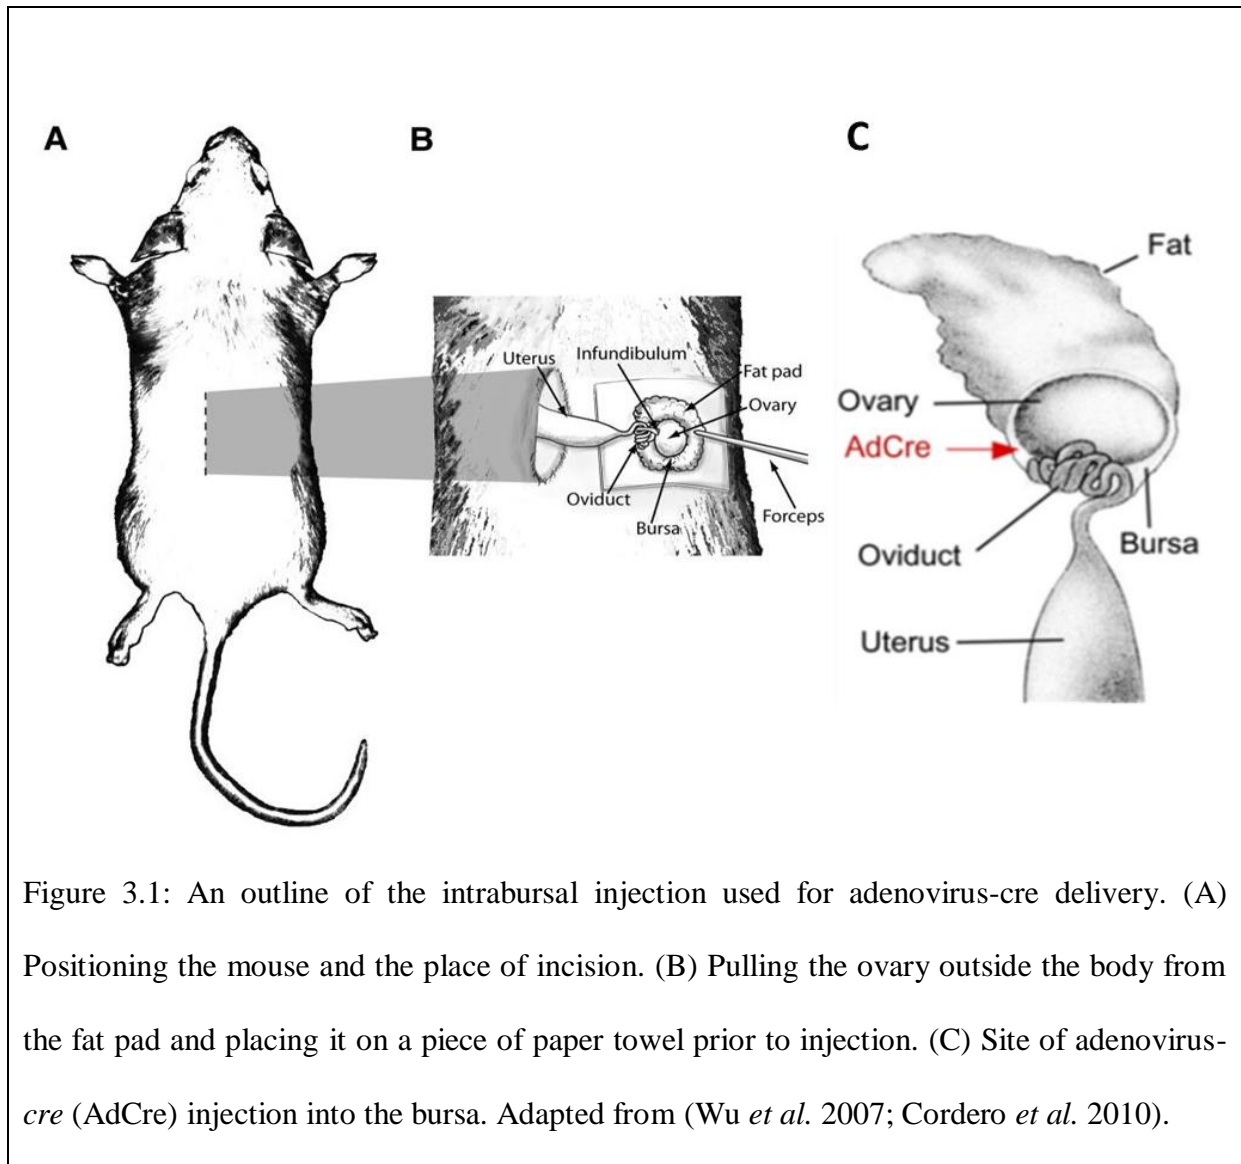 A
B
C
Fat
Uterus
Infundibulum
Fat pad
Ovary
Ovary
AdCre
Oviduct
Bursa
Forceps
Oviduct
Bursa
Uterus
Figure 3.1: An outline of the intrabursal injection used for adenovirus-cre delivery. (A)
Positioning the mouse and the place of incision. (B) Pulling the ovary outside the body from
the fat pad and placing it on a piece of paper towel prior to injection. (C) Site of adenovirus-
cre (AdCre) injection into the bursa. Adapted from (Wu et al. 2007; Cordero et al. 2010).